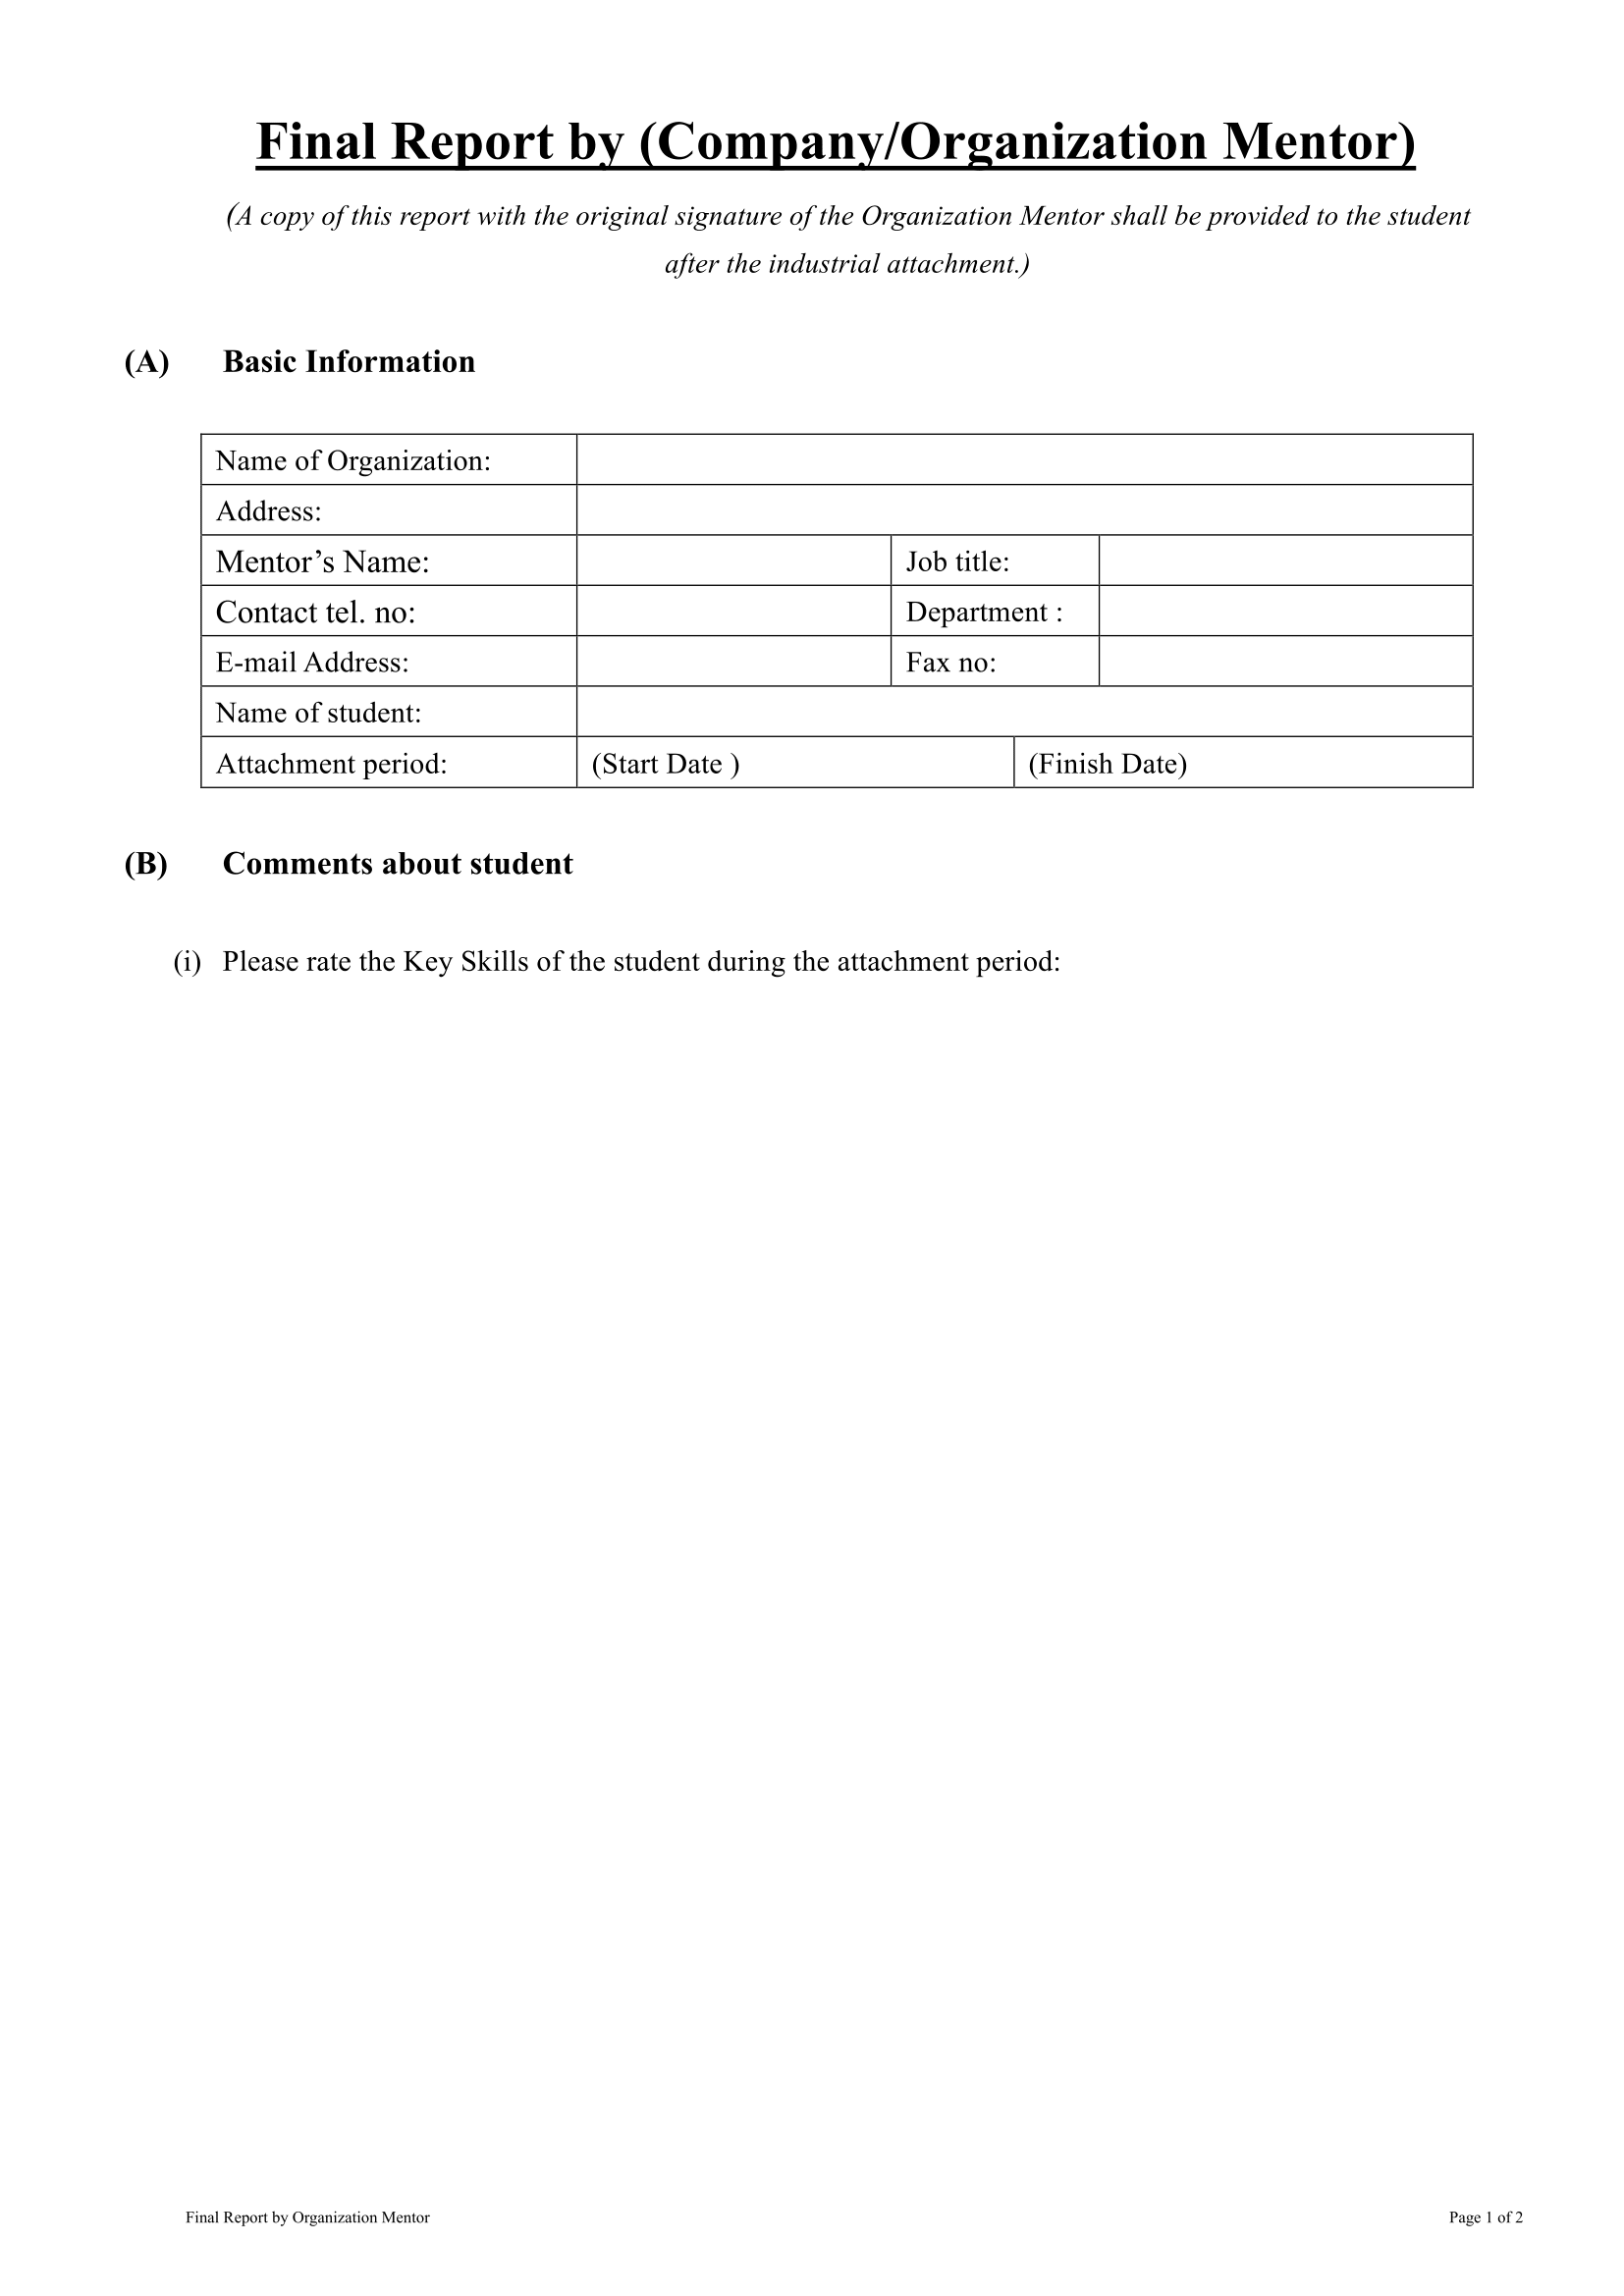 Final Report by (Company/Organization Mentor)
(A copy of this report with the original signature of the Organization Mentor shall be provided to the student
after the industrial attachment.)
(A) Basic Information
Name of Organization:
Address:
Mentor’s Name: Job title:
Contact tel. no: Department :
E-mail Address: Fax no:
Name of student:
Attachment period: (Start Date ) (Finish Date)
(B) Comments about student
(i) Please rate the Key Skills of the student during the attachment period:
Final Report by Organization Mentor Page 1 of 2